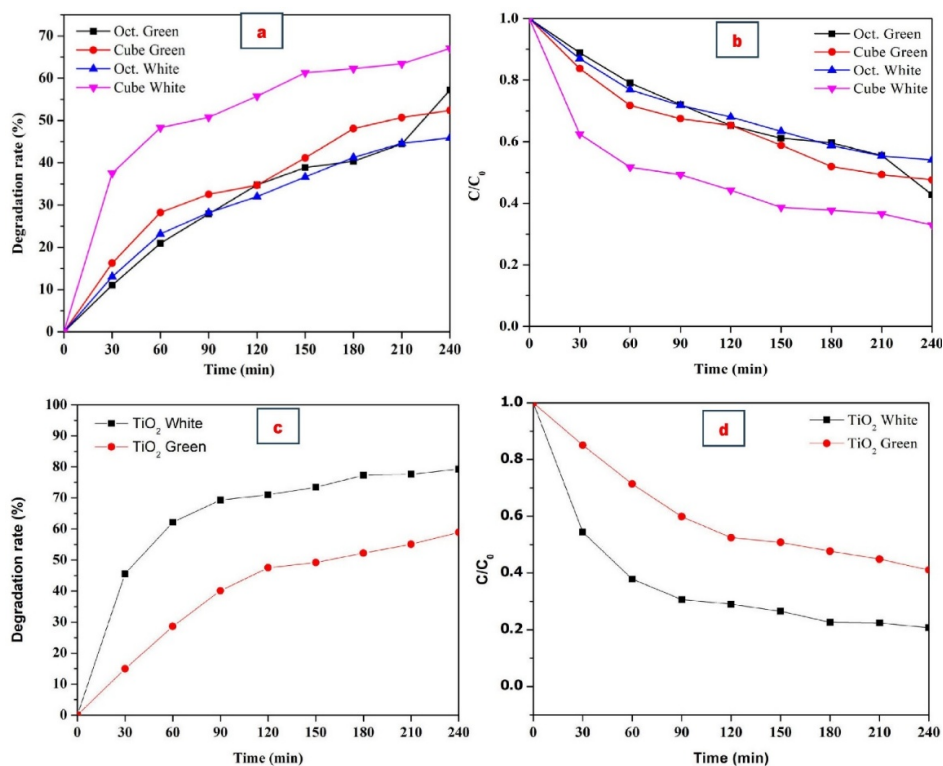 a
Oct. Green
Cube Green
Oct. White
Cube White
Degradation rate (%)
70
60
50
40
30
20
10
0
0 30 60 90 120 150 180 210 240
Time (min)
b
Oct. Green
Cube Green
Oct. White
Cube White
C/C₀
1.0
0.8
0.6
0.4
0.2
0.0
0 30 60 90 120 150 180 210 240
Time (min)
c
TiO₂ White
TiO₂ Green
Degradation rate (%)
100
90
80
70
60
50
40
30
20
10
0
0 30 60 90 120 150 180 210 240
Time (min)
d
TiO₂ White
TiO₂ Green
C/C₀
1.0
0.8
0.6
0.4
0.2
0.0
0 30 60 90 120 150 180 210 240
Time (min)